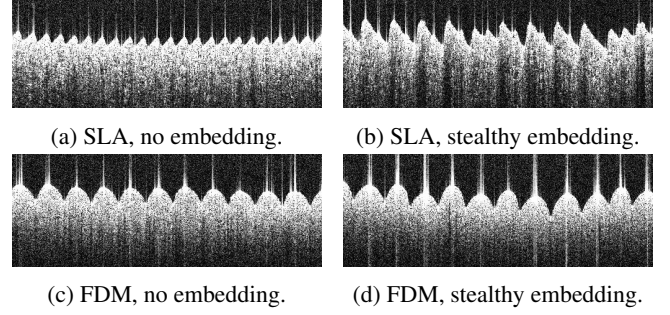 (a) SLA, no embedding.
(b) SLA, stealthy embedding.
(c) FDM, no embedding.
(d) FDM, stealthy embedding.